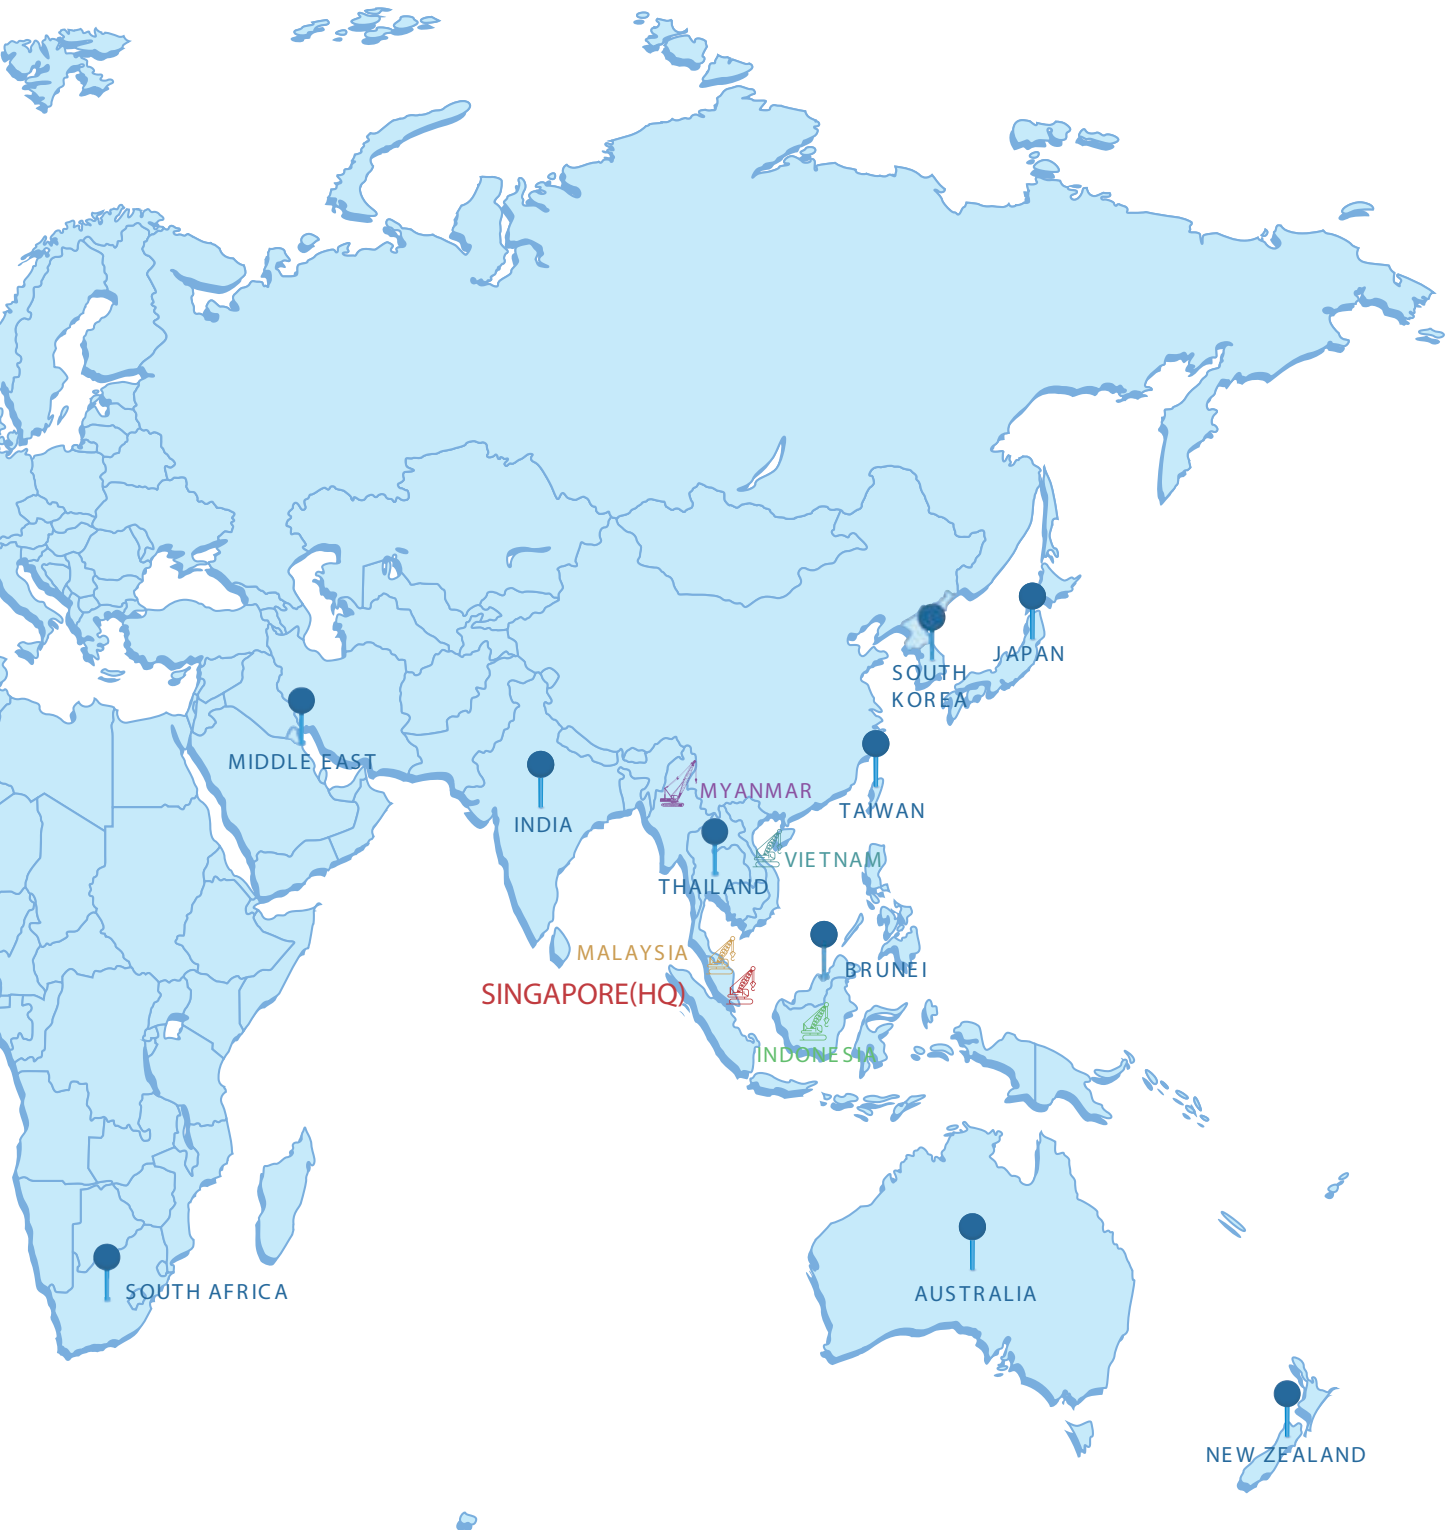 JAPAN
SOUTH
KOREA
MIDDLE EAST
MYANMAR
TAIWAN
INDIA
VIETNAM
THAILAND
MALAYSIA
BRUNEI
SINGAPORE(HQ)
INDONESIA
SOUTH AFRICA
AUSTRALIA
NEW ZEALAND